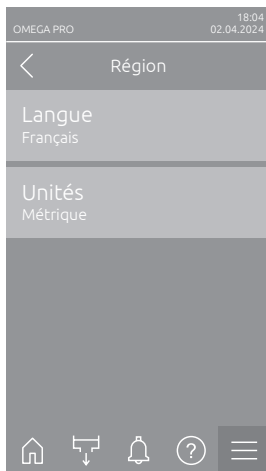 18:04
OMEGA PRO 02.04.2024
Région
Langue
Français
Unités
Métrique
?